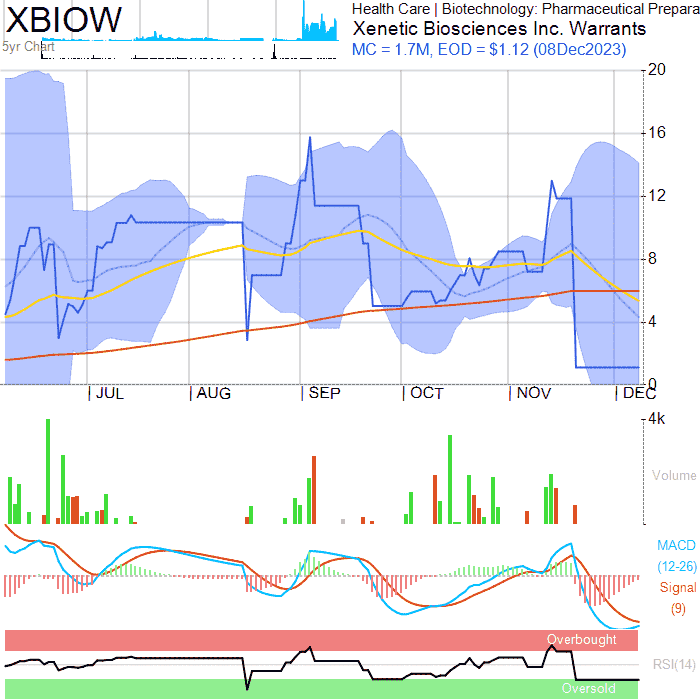 XBIOW
Health Care | Biotechnology: Pharmaceutical Prepara
Xenetic Biosciences Inc. Warrants
5yr Chart
MC = 1.7M, EOD = $1.12 (08Dec2023)
20
16
12
8
4
0
JUL AUG SEP OCT NOV DEC
4k
Volume
MACD
(12-26)
Signal
(9)
Overbought
RSI(14)
Oversold